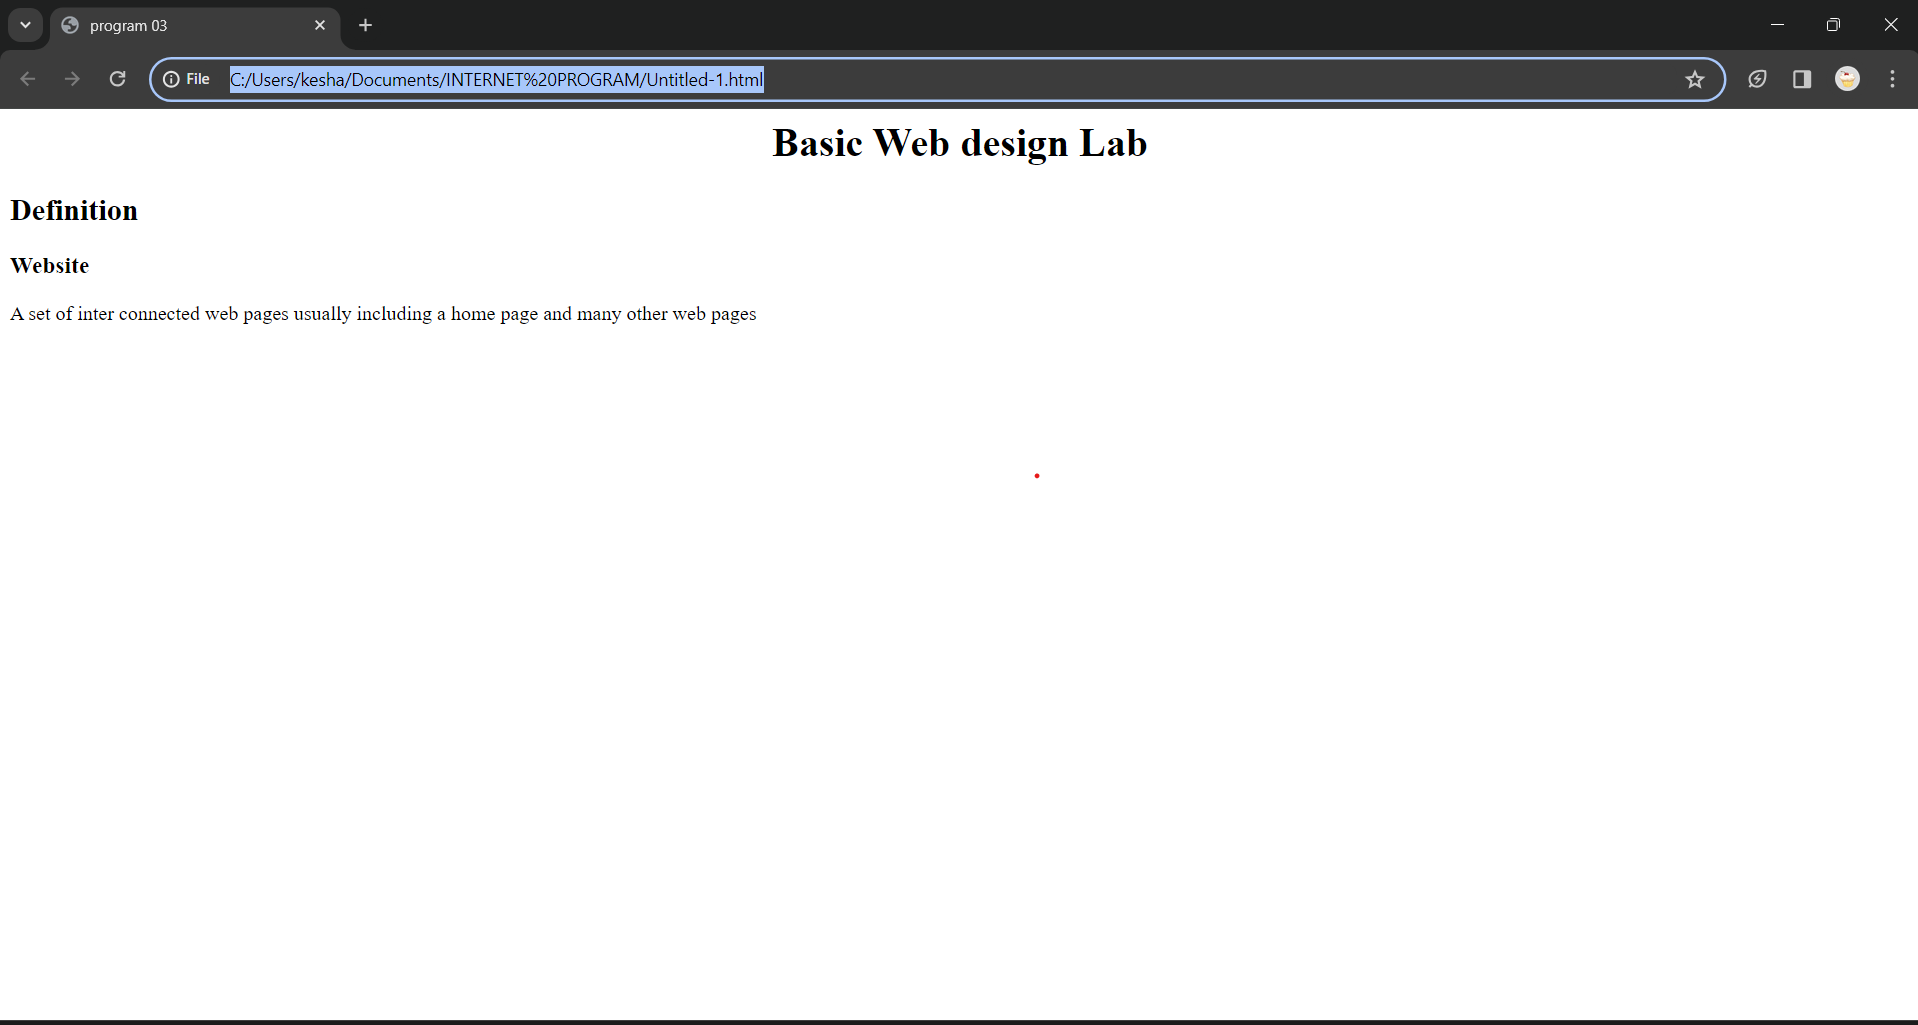 program 03
File C:/Users/kesha/Documents/INTERNET%20PROGRAM/Untitled-1.html
Basic Web design Lab
Definition
Website
A set of inter connected web pages usually including a home page and many other web pages